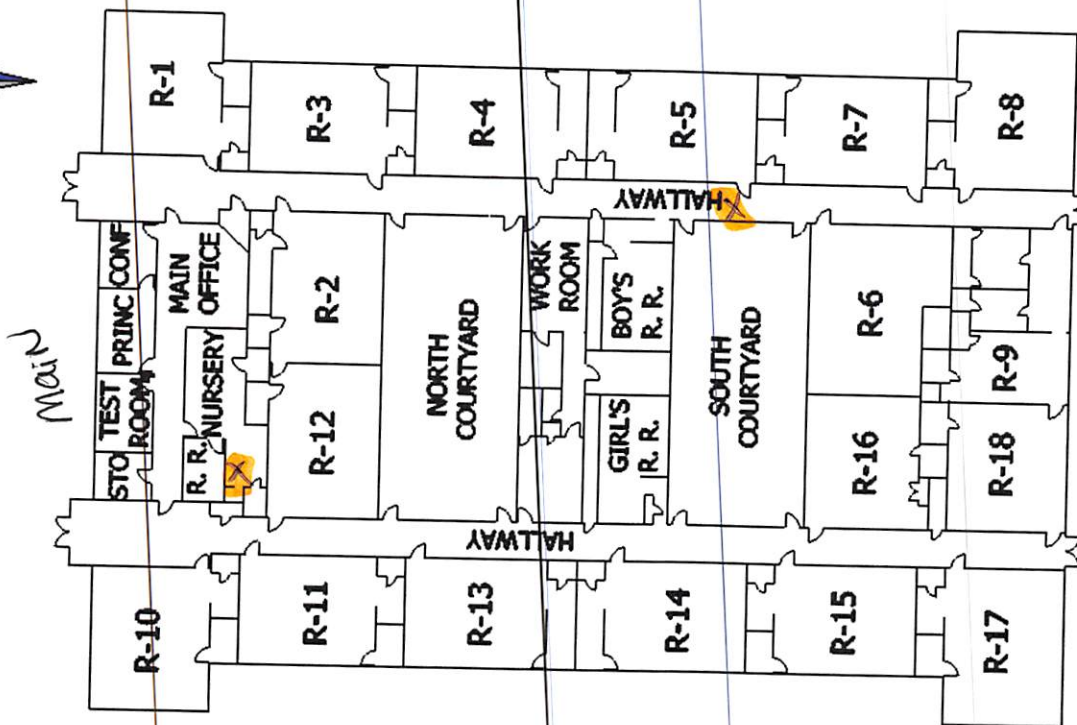 Main
R-1
R-3
R-4
R-5
R-7
R-8
HALLWAY
X
STO
TEST
ROOM
PRINC
CONF
MAIN
OFFICE
NURSERY
R. R.
X
R-2
R-12
NORTH
COURTYARD
WORK
ROOM
BOY'S
R. R.
GIRL'S
R. R.
SOUTH
COURTYARD
R-6
R-16
R-9
R-18
HALLWAY
R-10
R-11
R-13
R-14
R-15
R-17